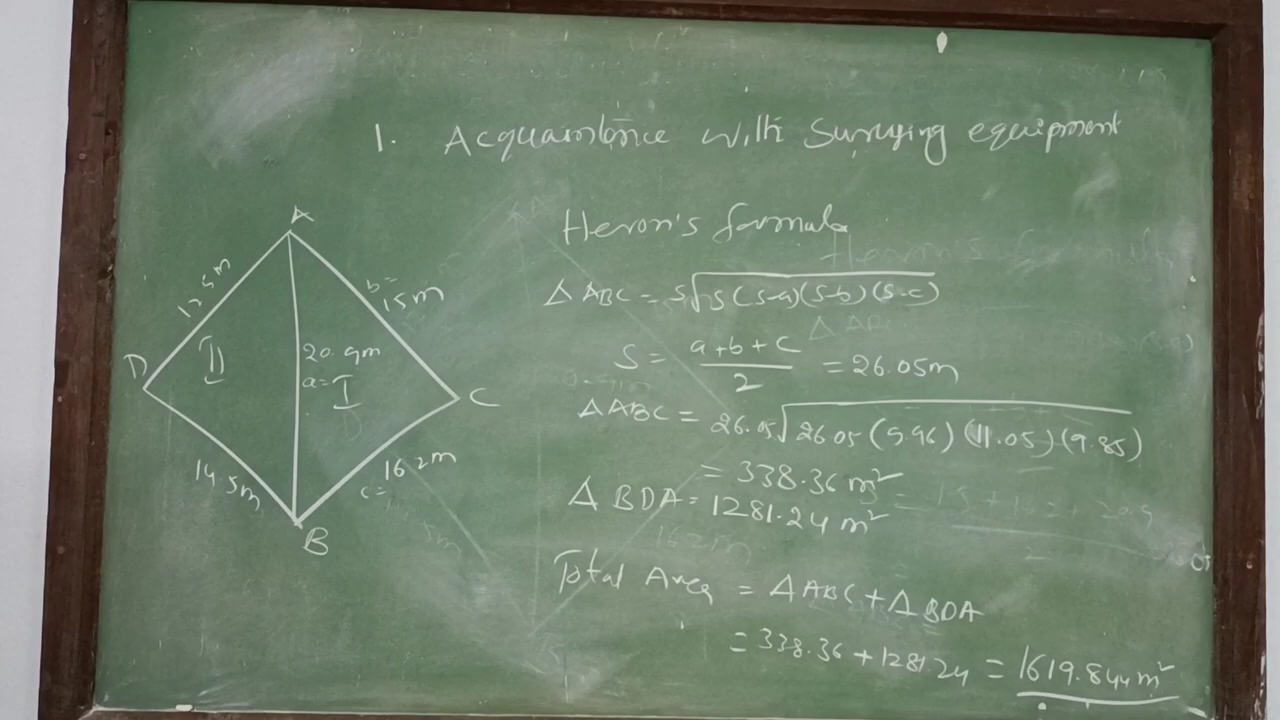 1. Acquaintance with Surveying equipment
A
12.5m
b=
15m
D
II
20.9m
a= I
C
14.5m
16.2m
c=
B
Heron's formula
Δ ABC = S√S(S-a)(S-b)(S-c)
S = a+b+c / 2 = 26.05m
ΔABC = 26.05√26.05(5.96)(11.05)(9.85)
= 338.36 m²
Δ BDA = 1281.24 m²
Total Area = ΔABC + ΔBDA
= 338.36 + 1281.24 = 1619.844 m²